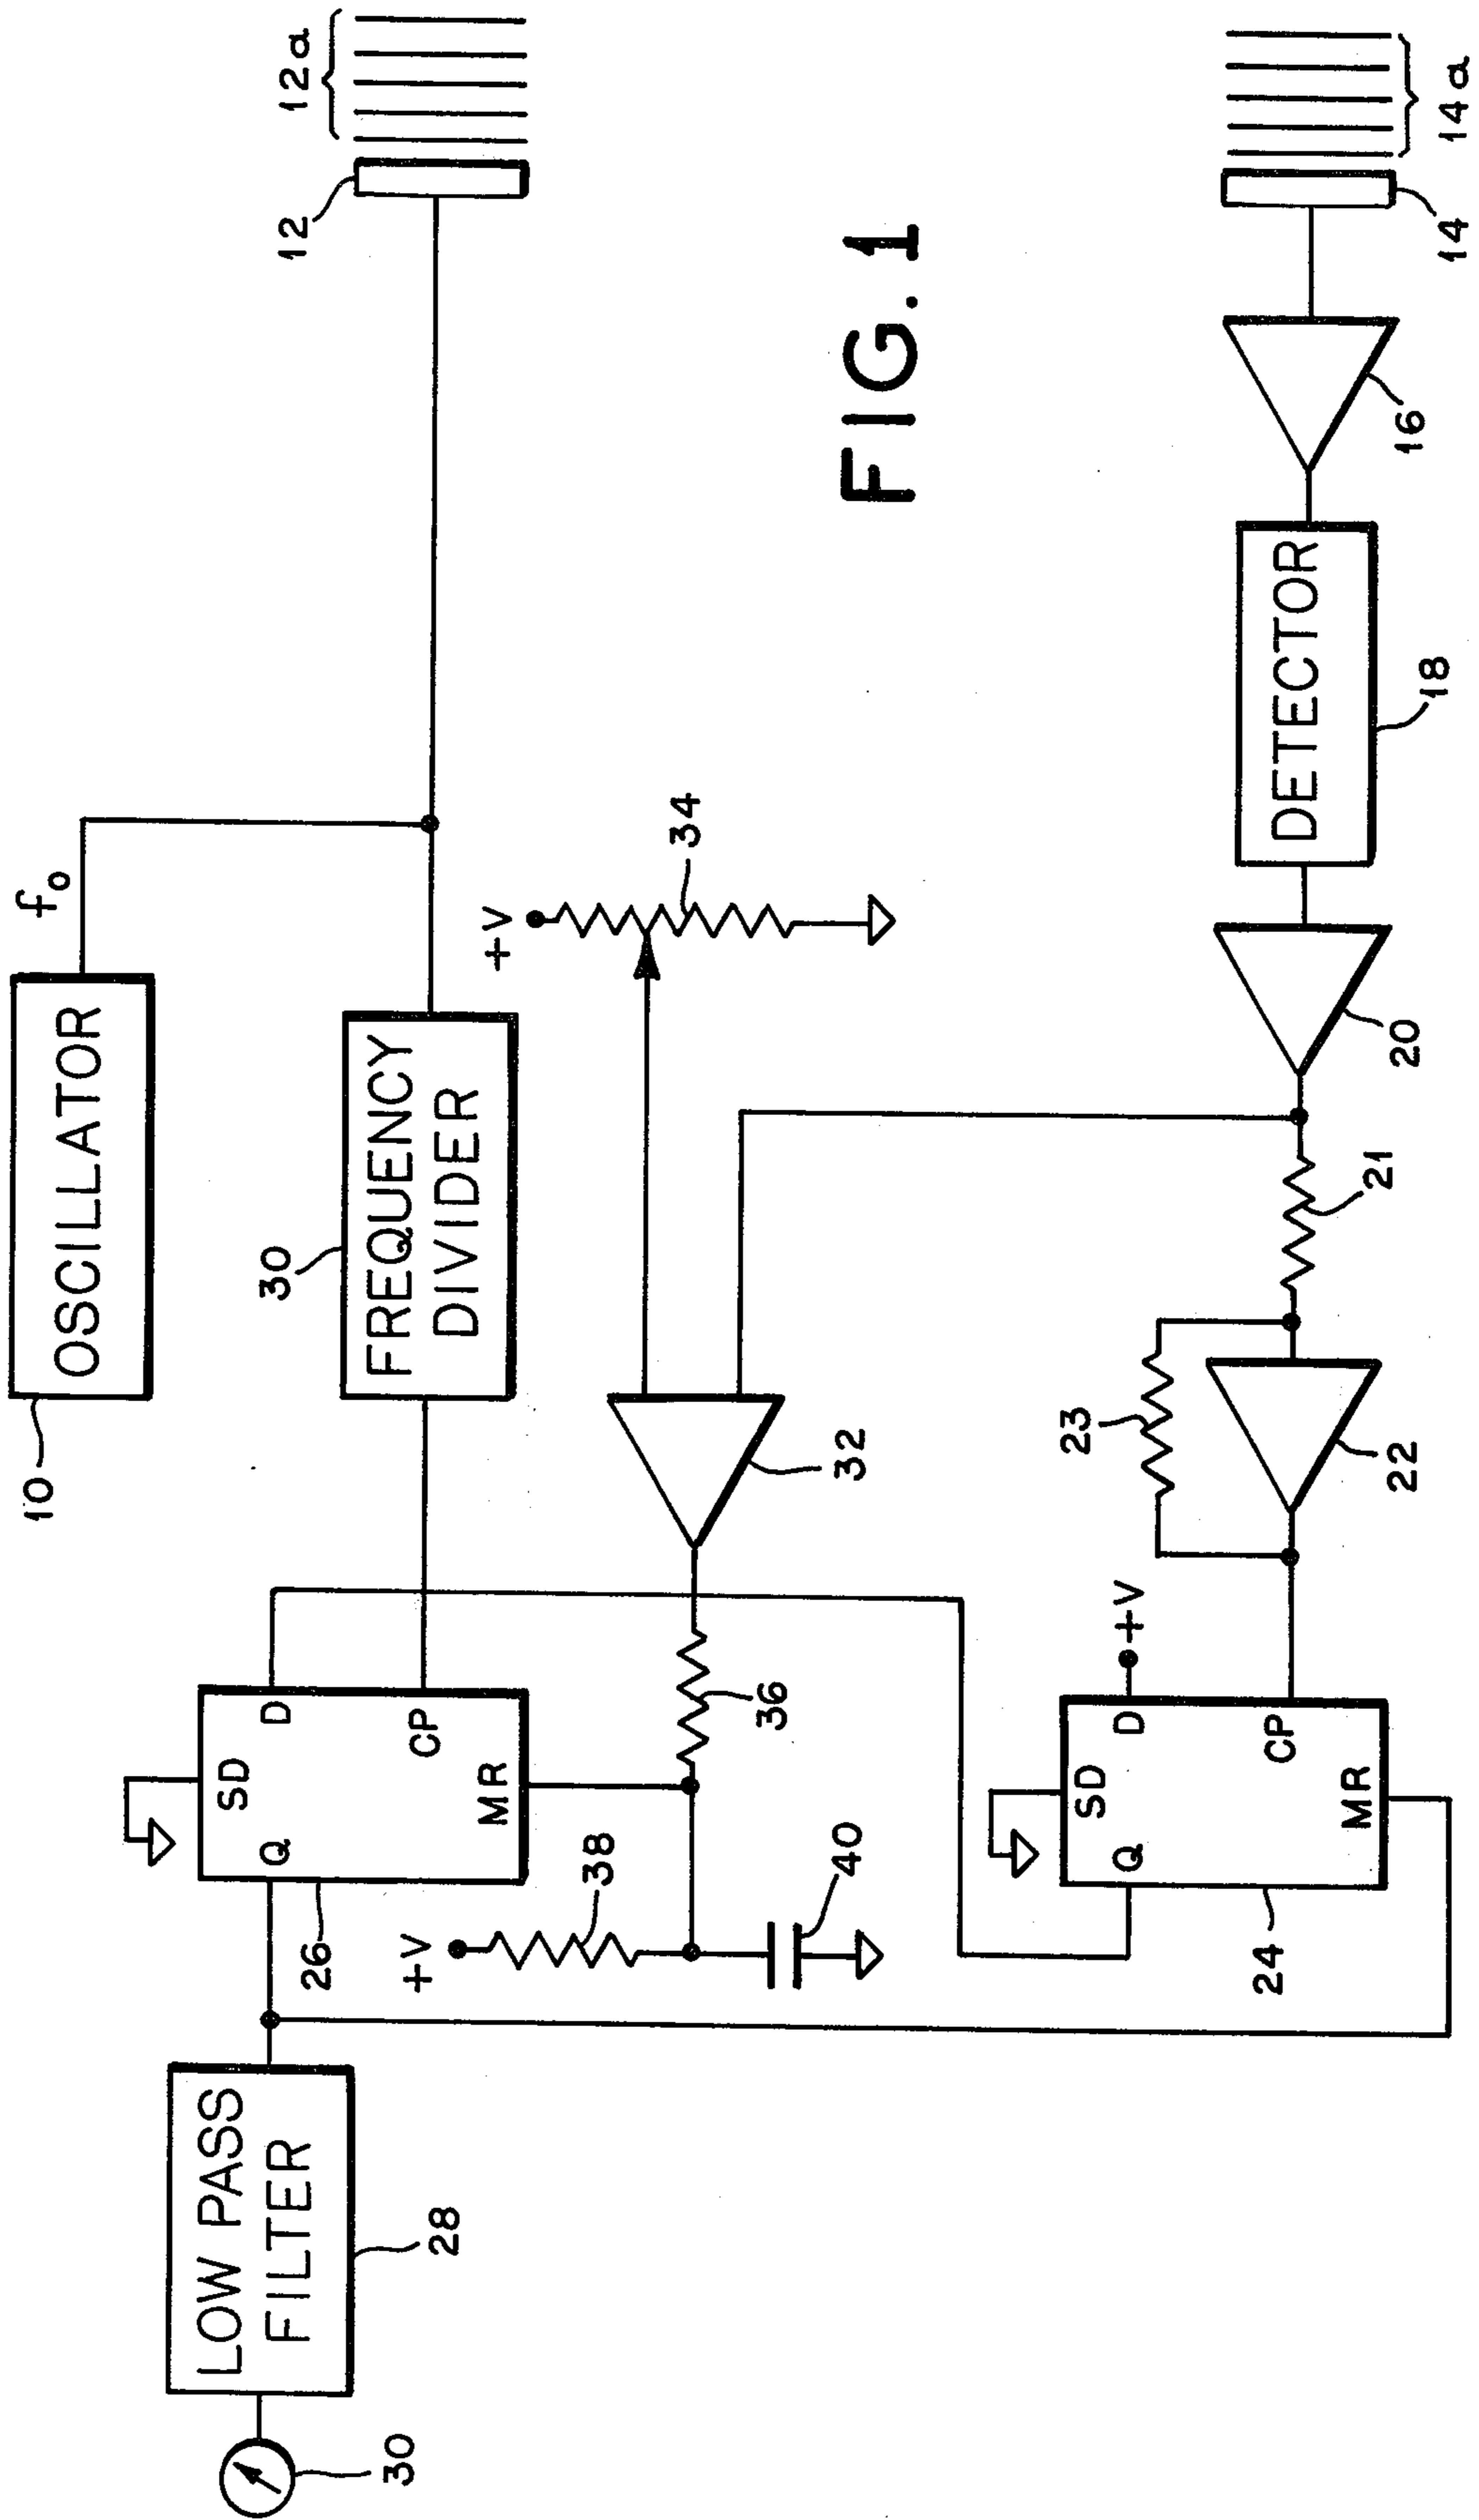 10
OSCILLATOR
fo
LOW PASS
FILTER
28
30
26
Q
SD
D
CP
MR
30
FREQUENCY
DIVIDER
12
12a
+V
38
40
36
32
+V
34
FIG. 1
24
Q
SD
D
CP
MR
+V
23
22
21
20
DETECTOR
18
16
14
14a